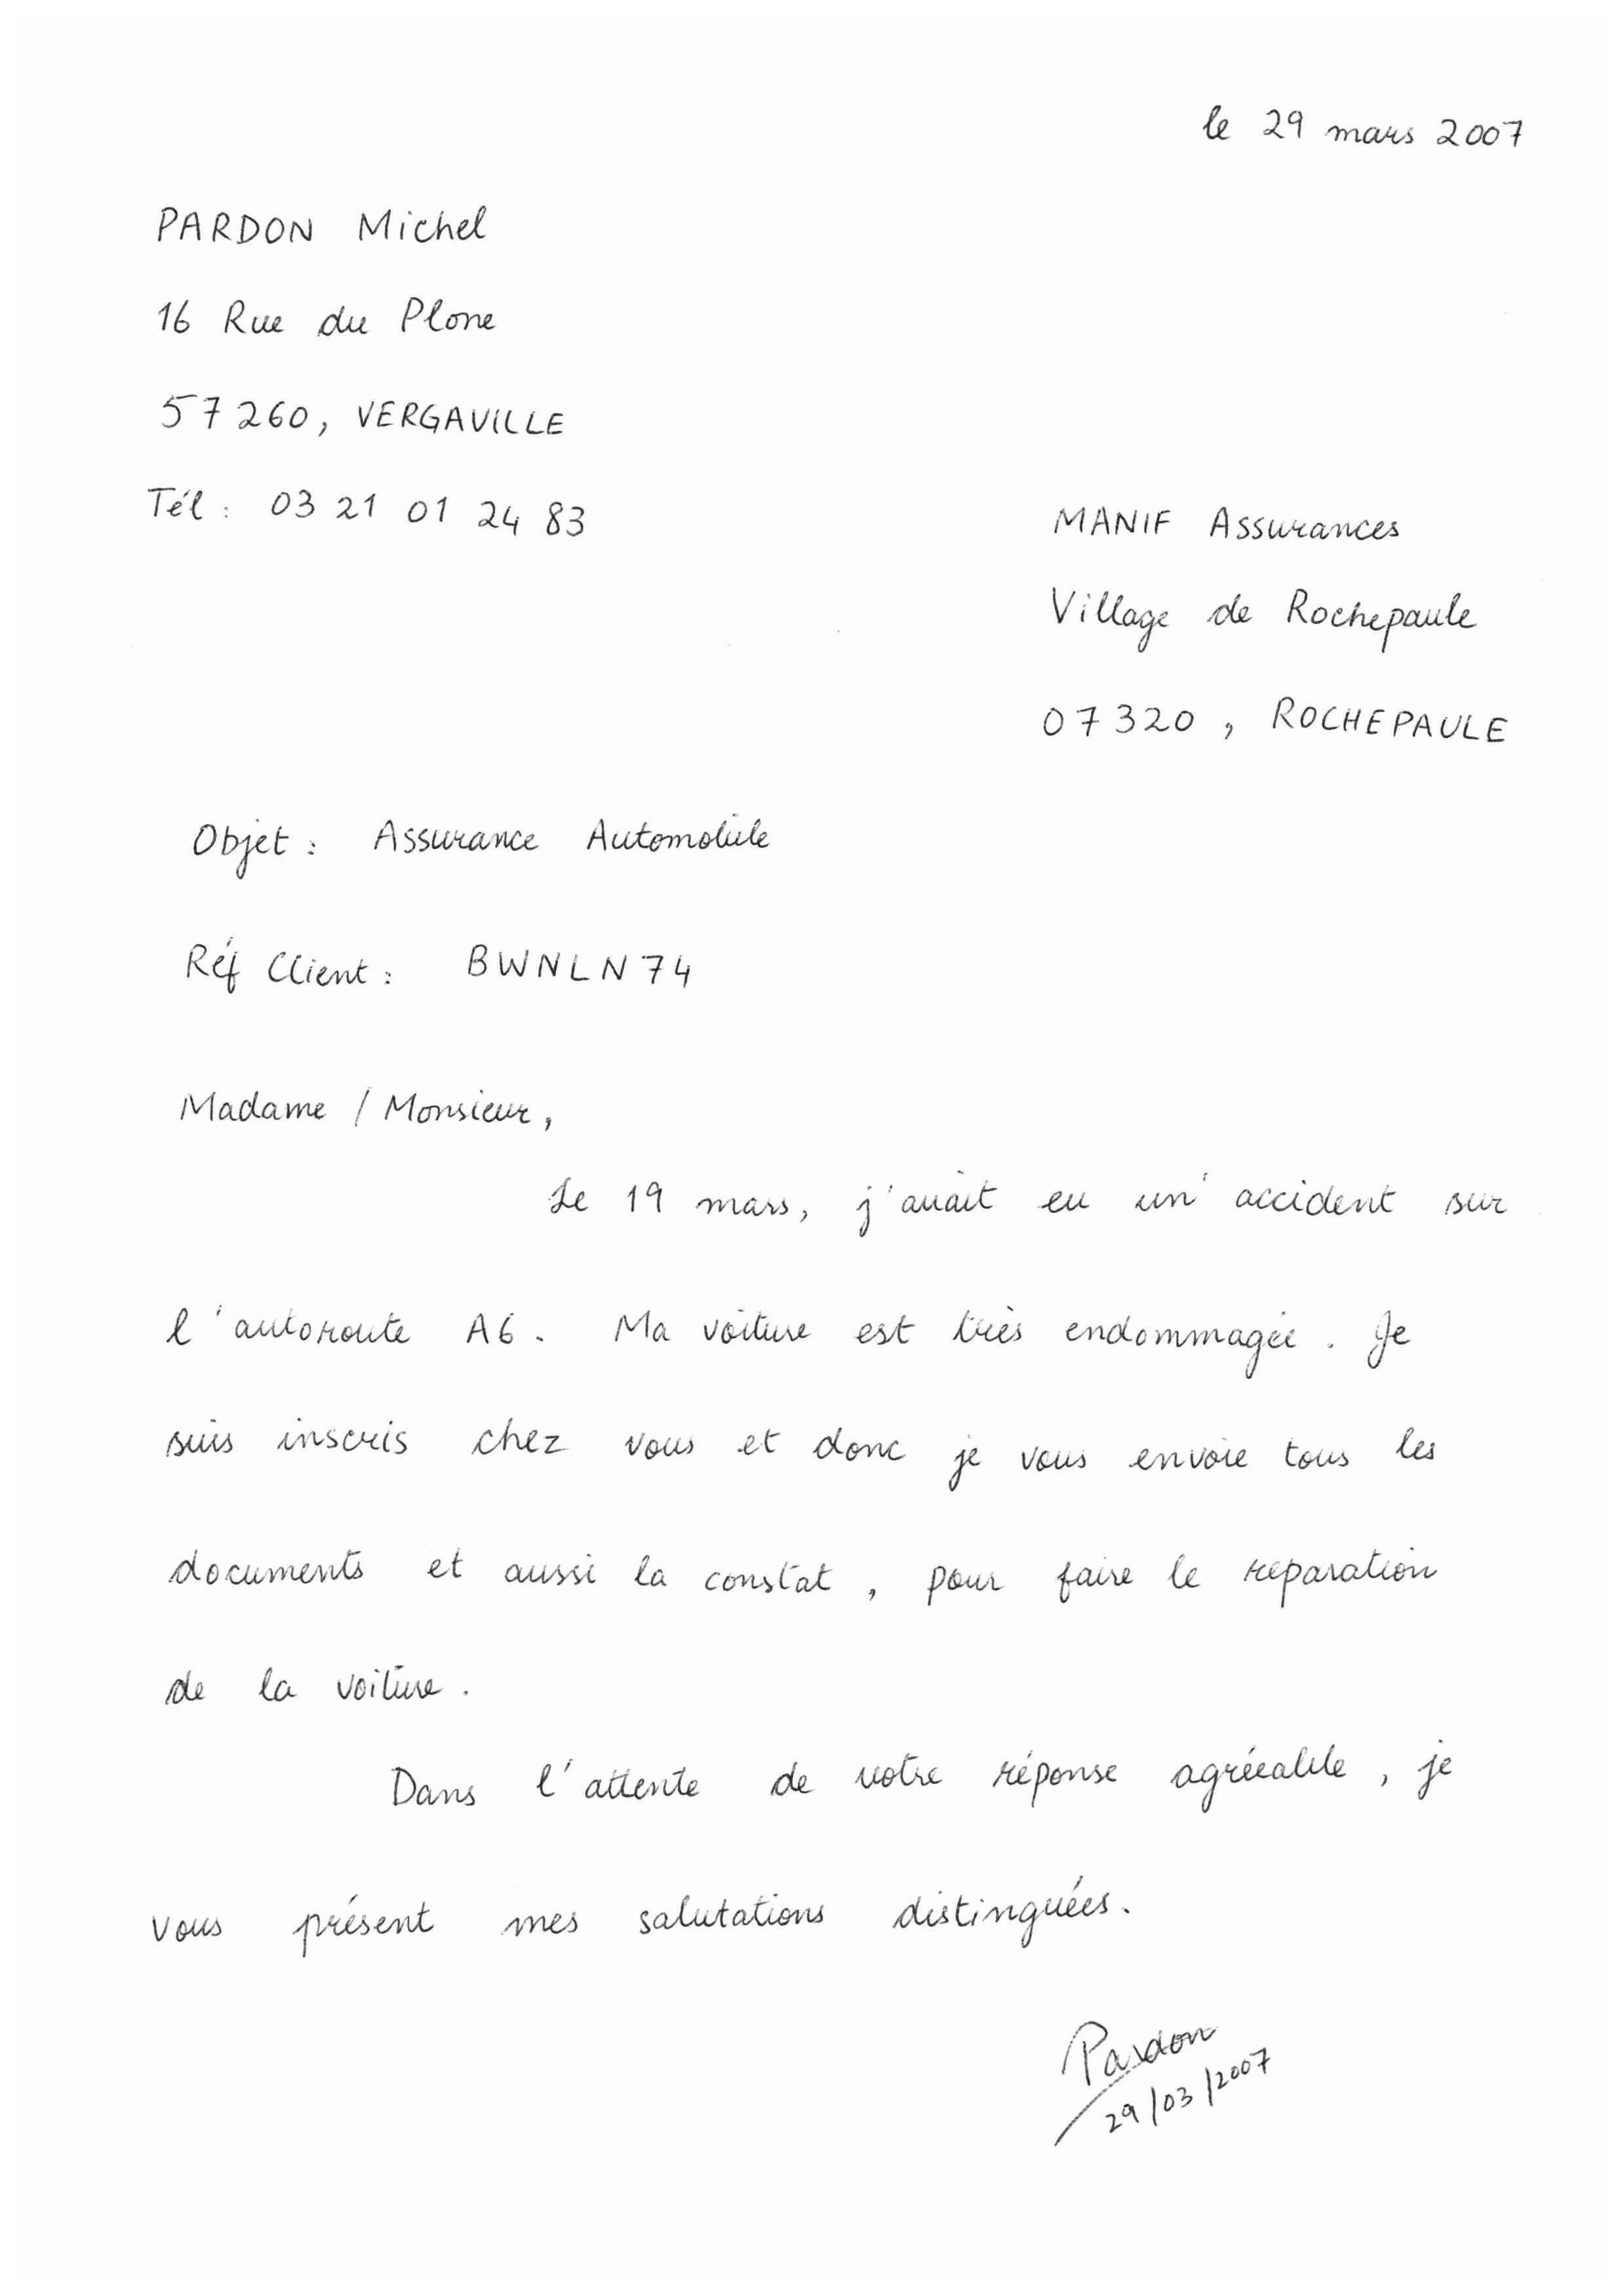 le 29 mars 2007
PARDON Michel
16 Rue du Plone
57260, VERGAVILLE
Tél : 03 21 01 24 83
MANIF Assurances
Village de Rochepaule
07320, ROCHEPAULE
Objet : Assurance Automobile
Réf Client : BWNLN74
Madame / Monsieur,
Le 19 mars, j'avait eu un' accident sur
l'autoroute A6. Ma voiture est très endommagée. Je
suis inscris chez vous et donc je vous envoie tous les
documents et aussi la constat, pour faire le reparation
de la voiture.
Dans l'attente de votre réponse agréeable, je
vous présent mes salutations distinguées.
Pardon
29/03/2007